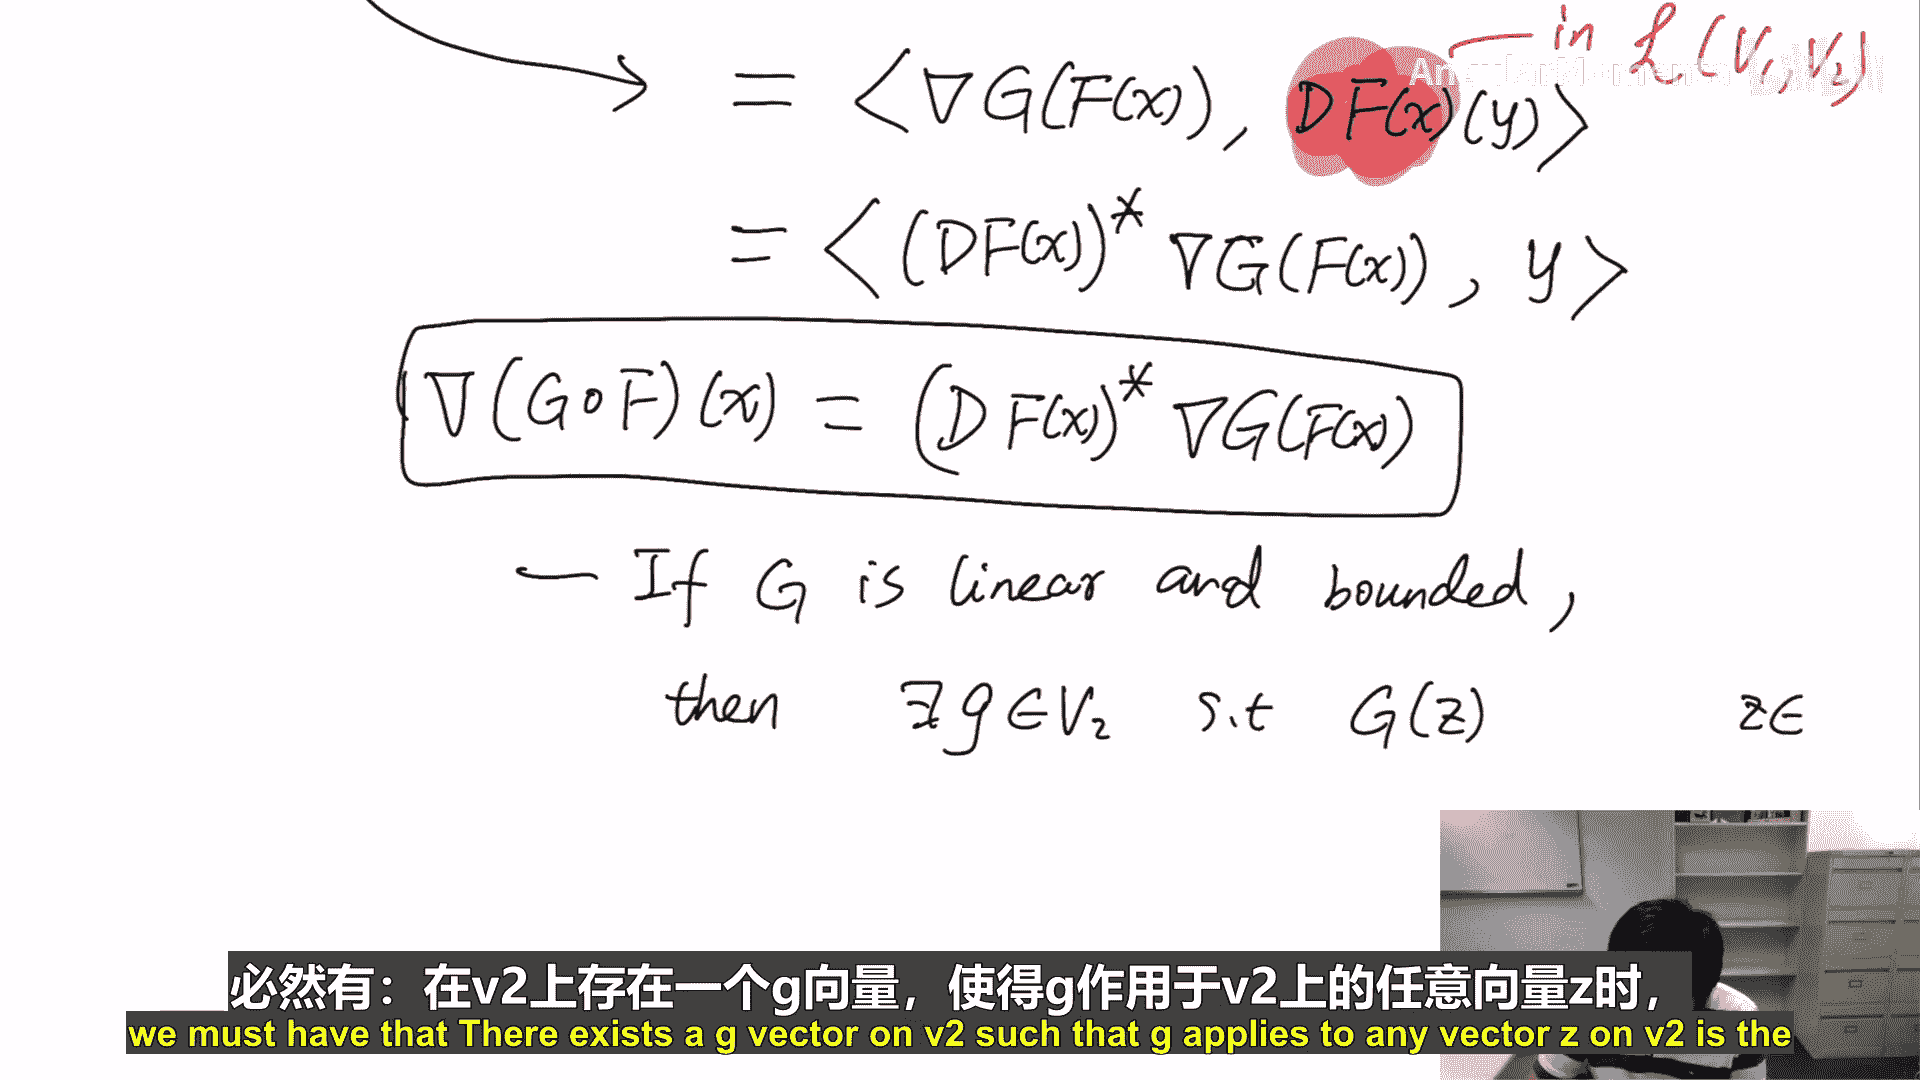 in ℒ(V₁, V₂)
= <∇G(F(x)), DF(x)(y)>
= <(DF(x))* ∇G(F(x)), y>
∇(G∘F)(x) = (DF(x))* ∇G(F(x))
— If G is linear and bounded,
then ∃ g ∈ V₂ s.t G(z) z ∈
必然有：在v2上存在一个g向量，使得g作用于v2上的任意向量z时，
we must have that There exists a g vector on v2 such that g applies to any vector z on v2 is the